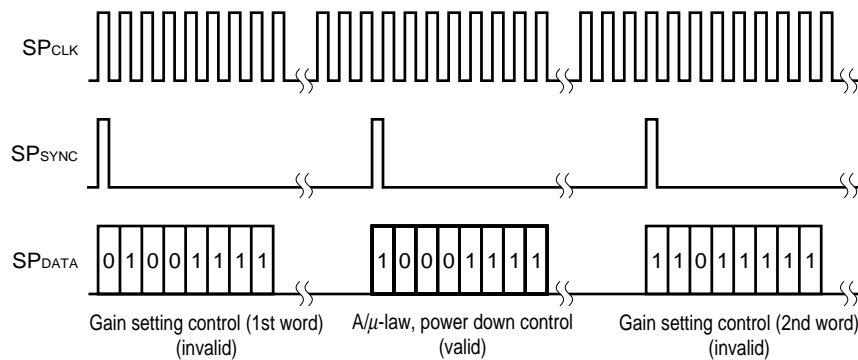 SPCLK
SPSYNC
SPDATA
0 1 0 0 1 1 1 1
1 0 0 0 1 1 1 1
1 1 0 1 1 1 1 1
Gain setting control (1st word)
(invalid)
A/μ-law, power down control
(valid)
Gain setting control (2nd word)
(invalid)